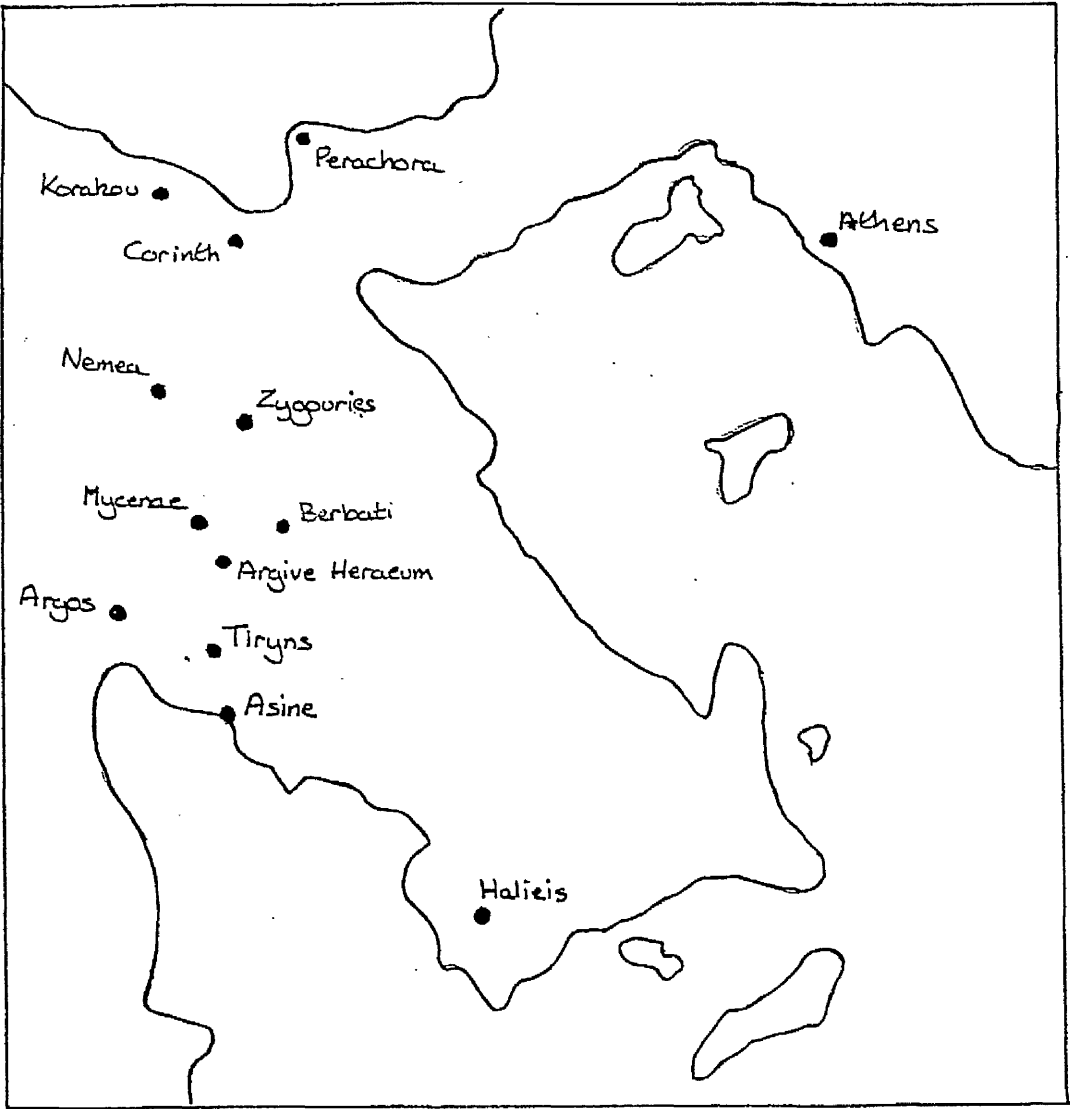 Perachora
Korakou
Athens
Corinth
Nemea
Zygouries
Mycenae
Berbati
Argive Heraeum
Argos
Tiryns
Asine
Halieis